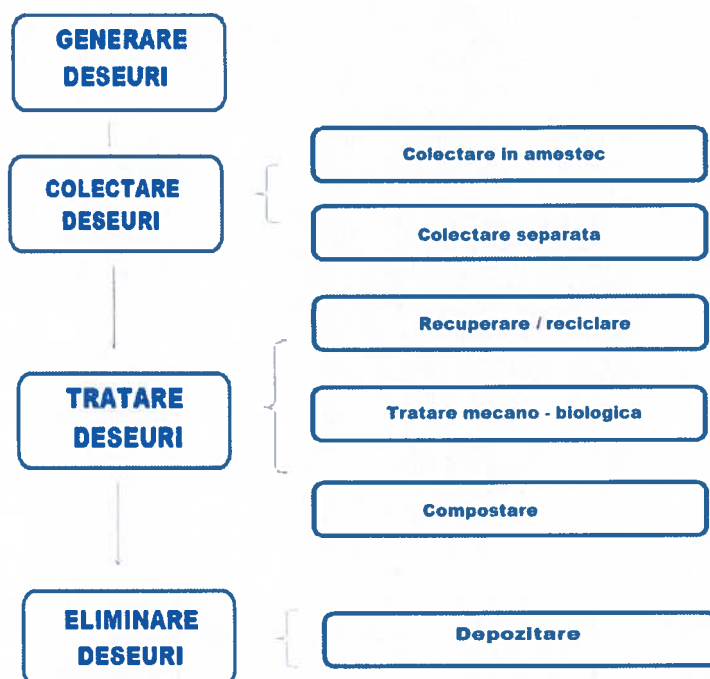 GENERARE
DESEURI
COLECTARE
DESEURI
Colectare in amestec
Colectare separata
TRATARE
DESEURI
Recuperare / reciclare
Tratare mecano - biologica
Compostare
ELIMINARE
DESEURI
Depozitare